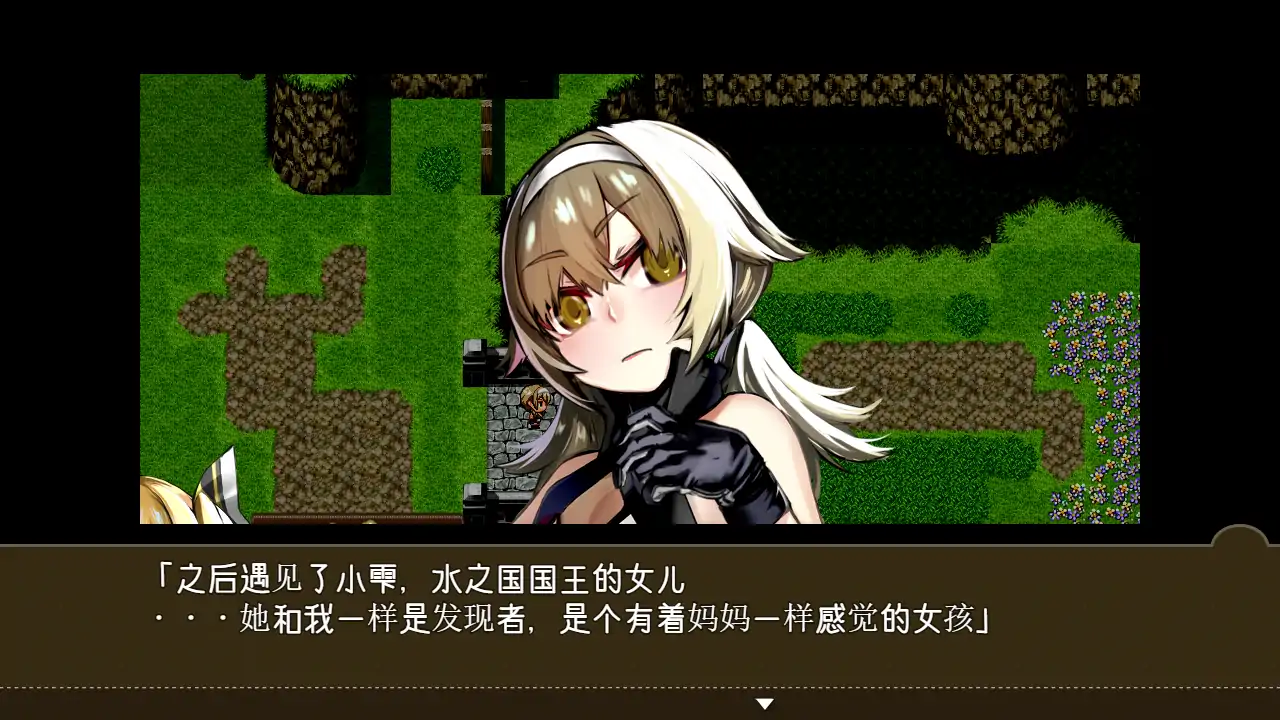 「之后遇见了小雫，水之国国王的女儿
・・・她和我一样是发现者，是个有着妈妈一样感觉的女孩」